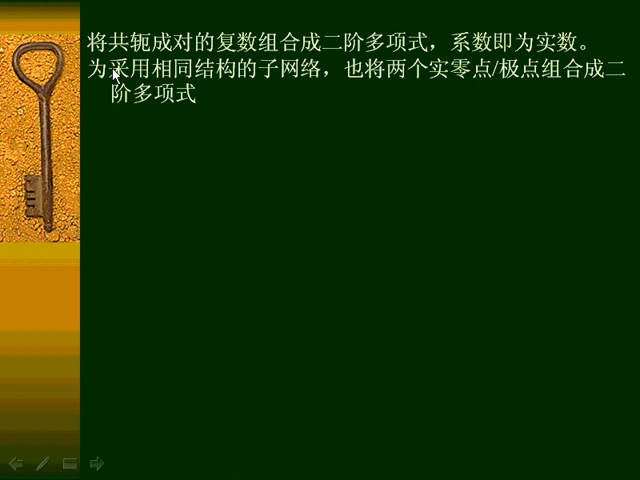 将共轭成对的复数组合成二阶多项式，系数即为实数。
为采用相同结构的子网络，也将两个实零点/极点组合成二
阶多项式